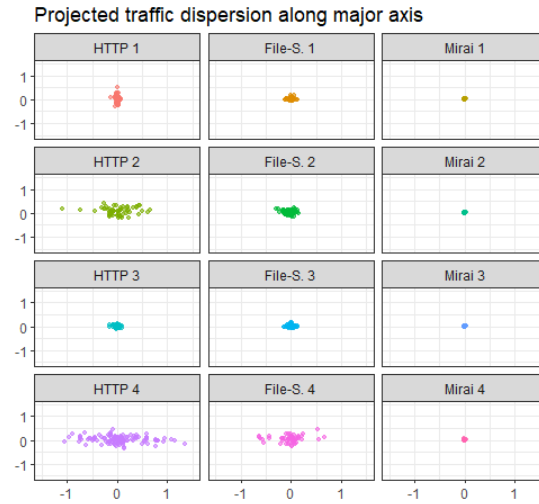 Projected traffic dispersion along major axis
HTTP 1 File-S. 1 Mirai 1
1
0
-1
HTTP 2 File-S. 2 Mirai 2
1
0
-1
HTTP 3 File-S. 3 Mirai 3
1
0
-1
HTTP 4 File-S. 4 Mirai 4
1
0
-1
-1 0 1 -1 0 1 -1 0 1